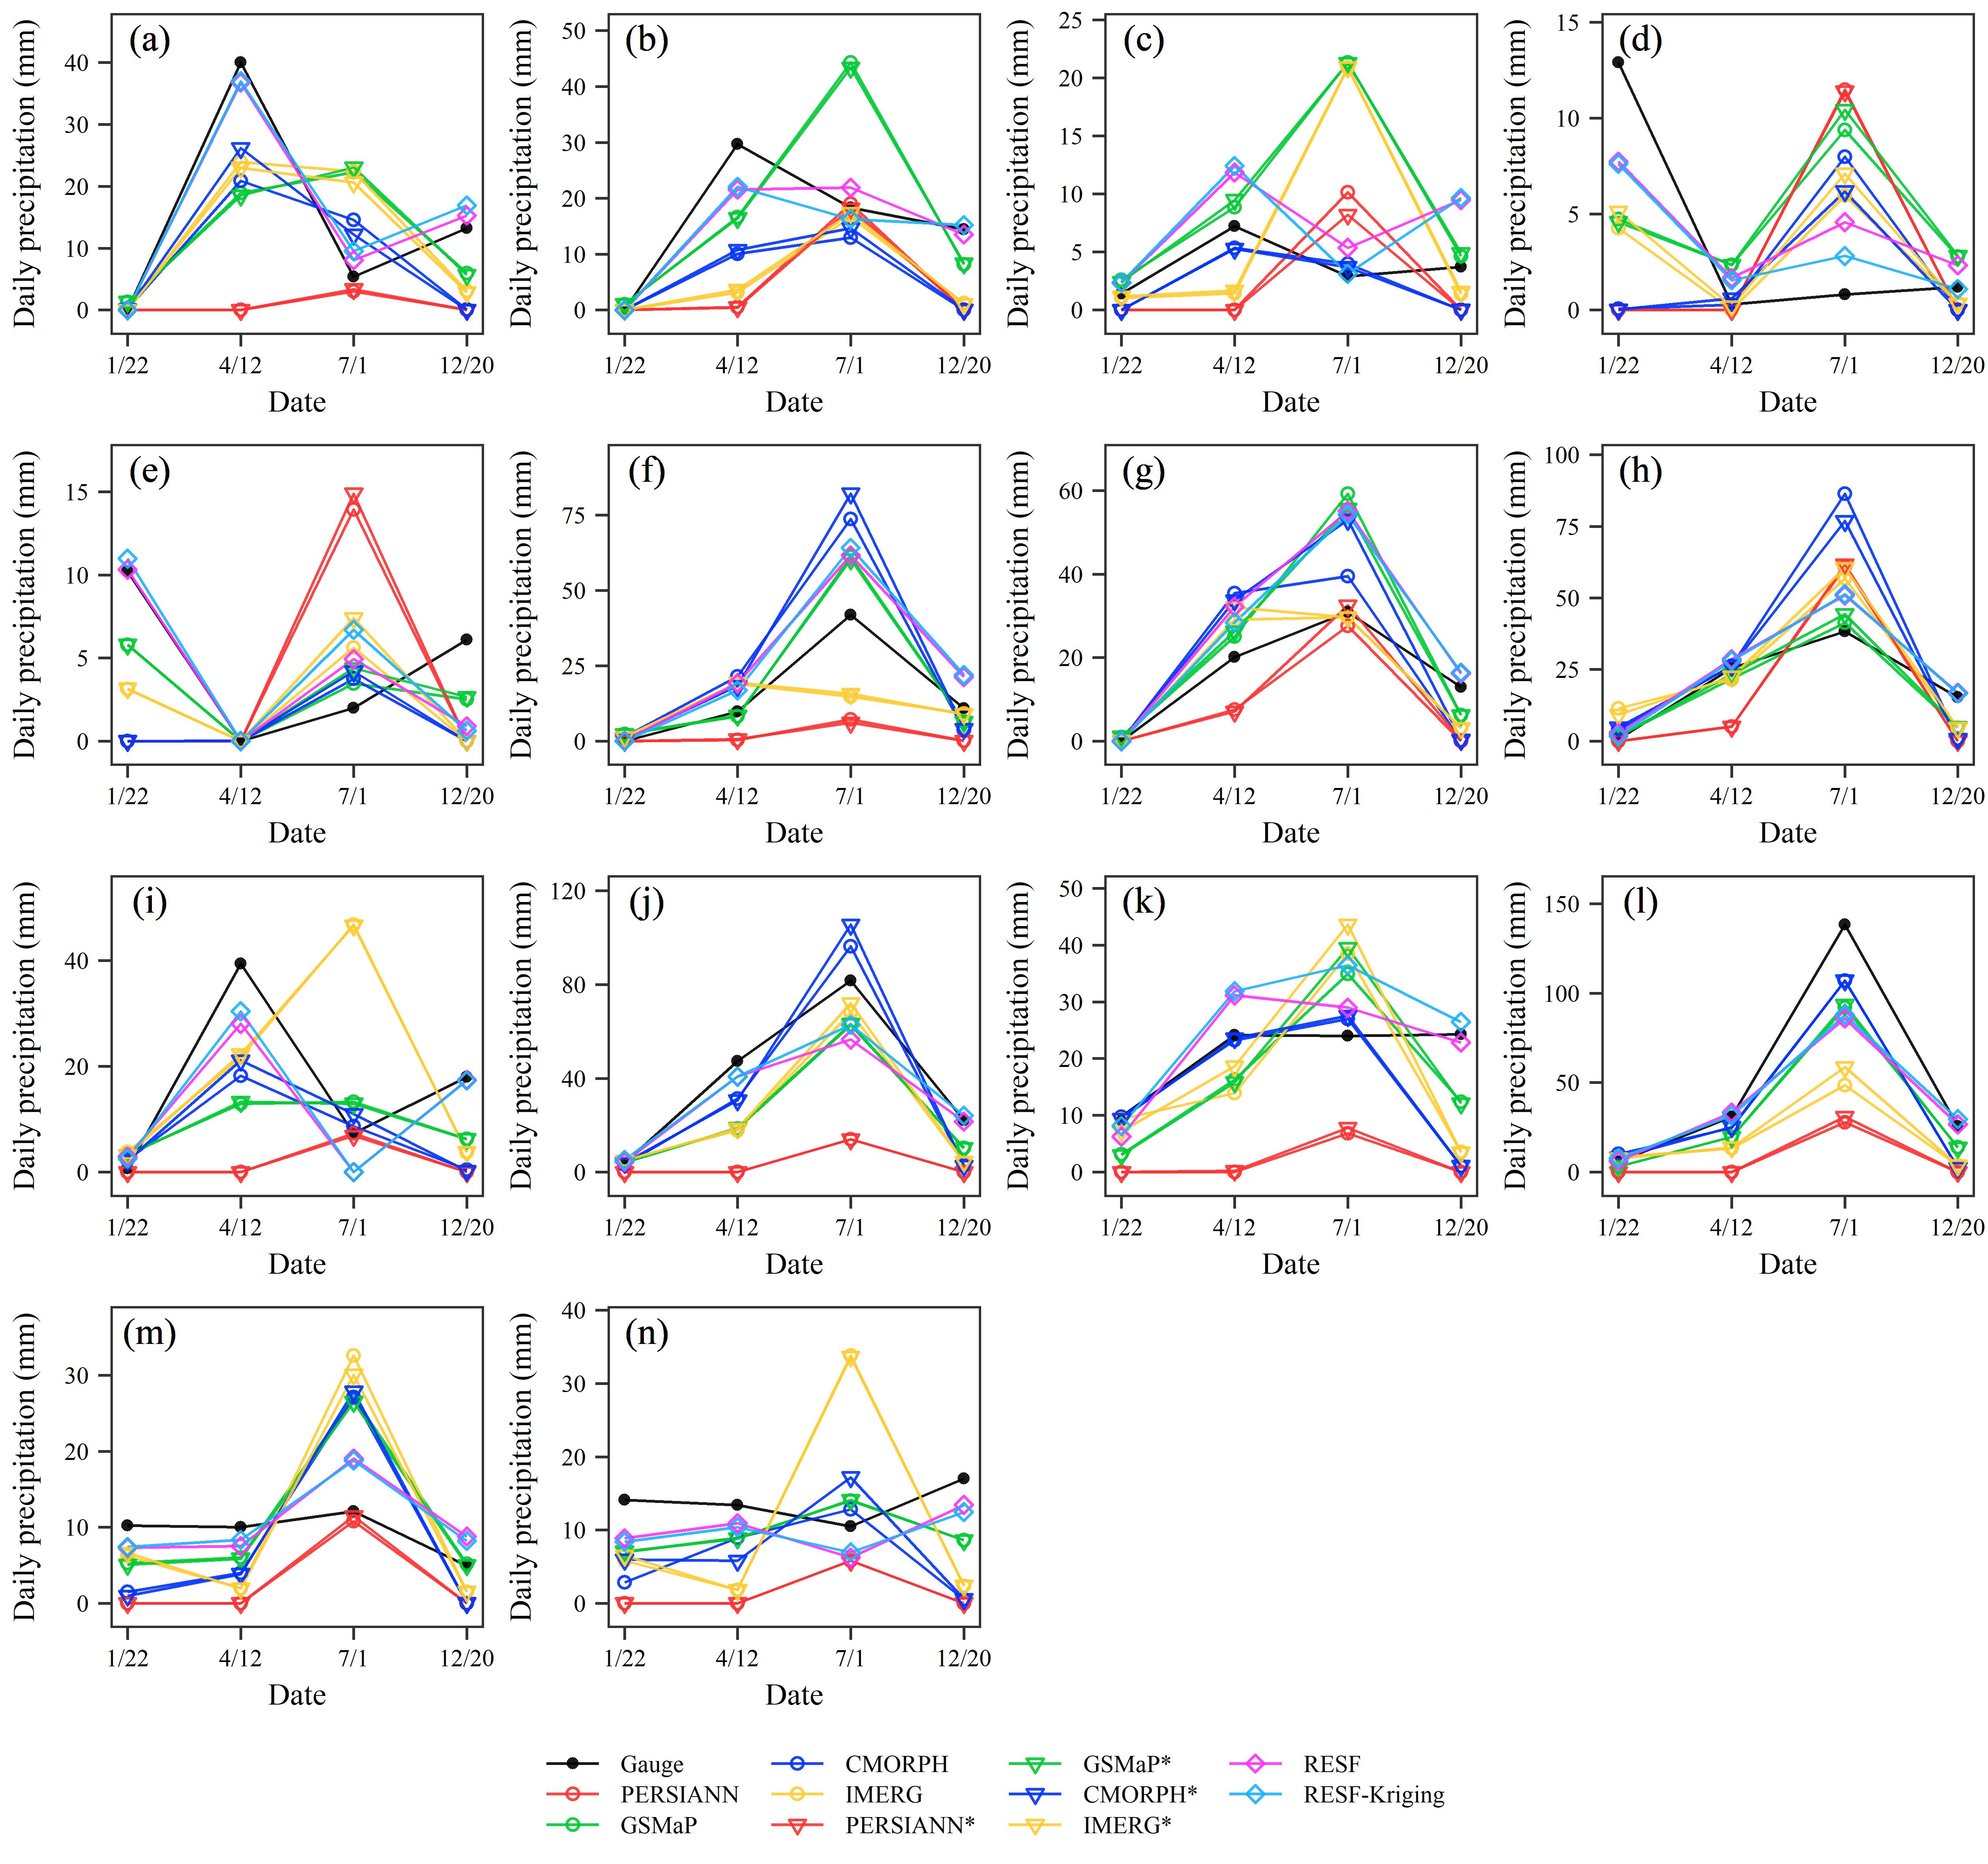 (a) (b) (c) (d)
Daily precipitation (mm) Daily precipitation (mm) Daily precipitation (mm) Daily precipitation (mm)
40 30 20 10 0
50 40 30 20 10 0
25 20 15 10 5 0
15 10 5 0
1/22 4/12 7/1 12/20 1/22 4/12 7/1 12/20 1/22 4/12 7/1 12/20 1/22 4/12 7/1 12/20
Date Date Date Date
(e) (f) (g) (h)
Daily precipitation (mm) Daily precipitation (mm) Daily precipitation (mm) Daily precipitation (mm)
15 10 5 0
75 50 25 0
60 40 20 0
100 75 50 25 0
1/22 4/12 7/1 12/20 1/22 4/12 7/1 12/20 1/22 4/12 7/1 12/20 1/22 4/12 7/1 12/20
Date Date Date Date
(i) (j) (k) (l)
Daily precipitation (mm) Daily precipitation (mm) Daily precipitation (mm) Daily precipitation (mm)
40 20 0
120 80 40 0
50 40 30 20 10 0
150 100 50 0
1/22 4/12 7/1 12/20 1/22 4/12 7/1 12/20 1/22 4/12 7/1 12/20 1/22 4/12 7/1 12/20
Date Date Date Date
(m) (n)
Daily precipitation (mm) Daily precipitation (mm)
30 20 10 0
40 30 20 10 0
1/22 4/12 7/1 12/20 1/22 4/12 7/1 12/20
Date Date
Gauge CMORPH GSMaP* RESF
PERSIANN IMERG CMORPH* RESF-Kriging
GSMaP PERSIANN* IMERG*